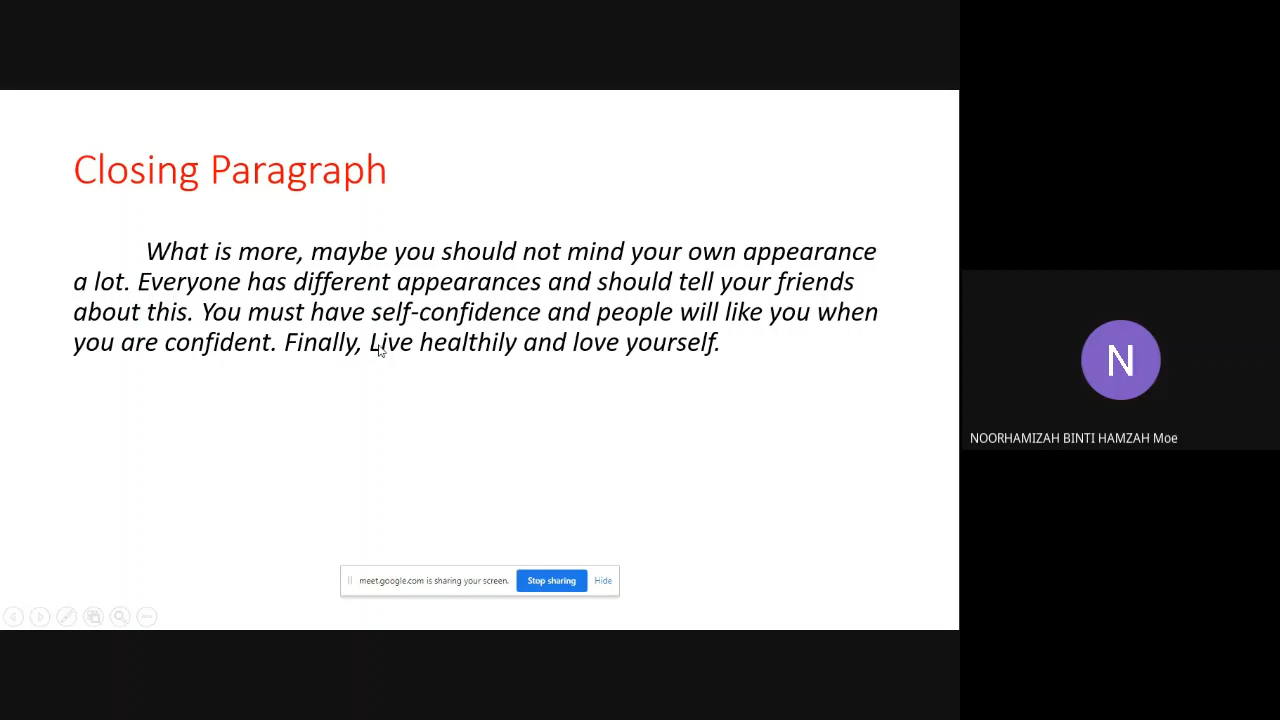 Closing Paragraph
What is more, maybe you should not mind your own appearance
a lot. Everyone has different appearances and should tell your friends
about this. You must have self-confidence and people will like you when
you are confident. Finally, Live healthily and love yourself.
meet.google.com is sharing your screen.
Stop sharing
Hide
N
NOORHAMIZAH BINTI HAMZAH Moe